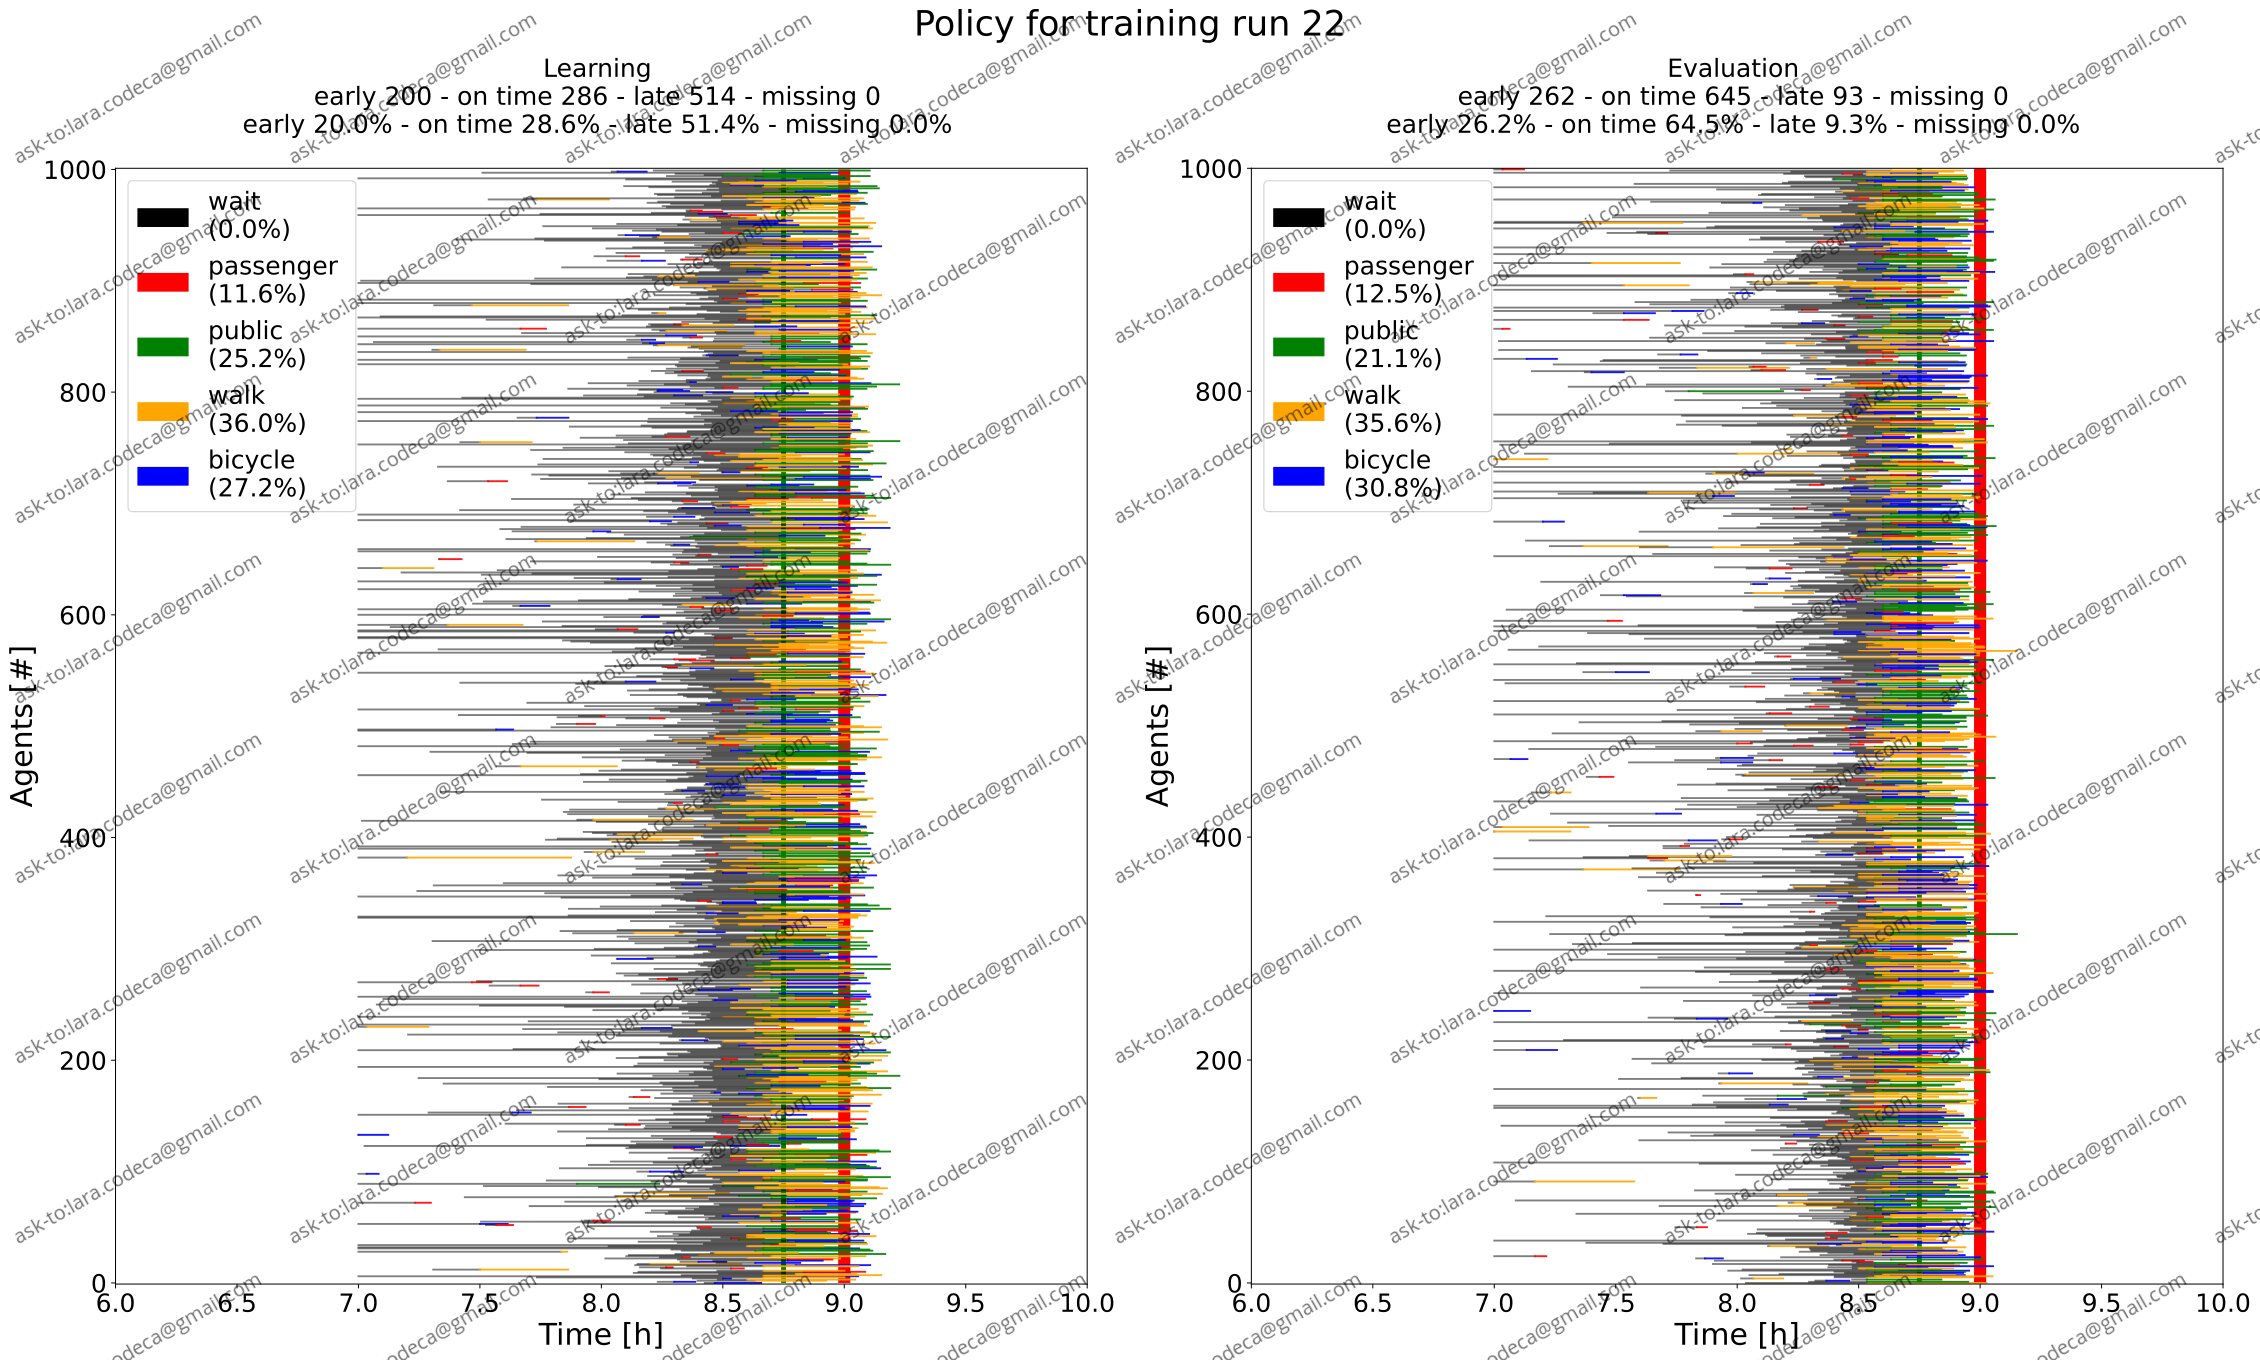 Policy for training run 22
Learning
early 200 - on time 286 - late 514 - missing 0
early 20.0% - on time 28.6% - late 51.4% - missing 0.0%
Agents [#]
1000
800
600
400
200
0
wait
(0.0%)
passenger
(11.6%)
public
(25.2%)
walk
(36.0%)
bicycle
(27.2%)
6.0 6.5 7.0 7.5 8.0 8.5 9.0 9.5 10.0
Time [h]
Evaluation
early 262 - on time 645 - late 93 - missing 0
early 26.2% - on time 64.5% - late 9.3% - missing 0.0%
Agents [#]
1000
800
600
400
200
0
wait
(0.0%)
passenger
(12.5%)
public
(21.1%)
walk
(35.6%)
bicycle
(30.8%)
6.0 6.5 7.0 7.5 8.0 8.5 9.0 9.5 10.0
Time [h]
ask-to:lara.codeca@gmail.com